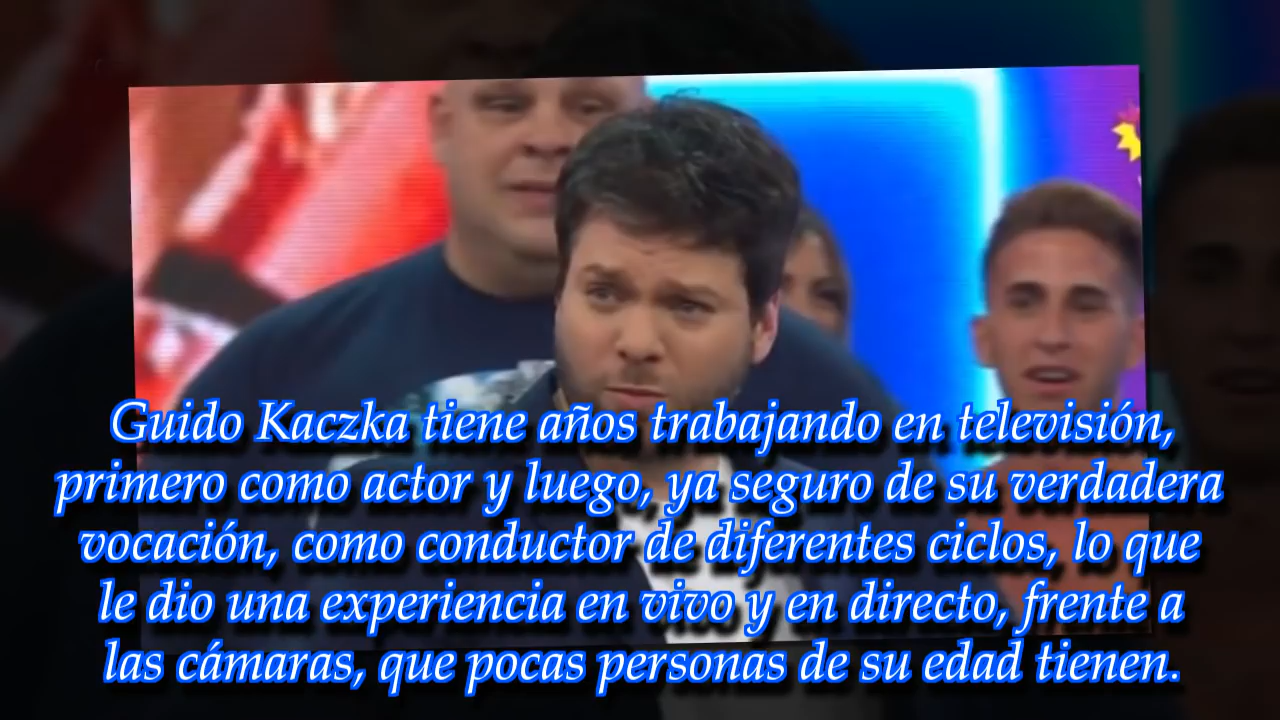 Guido Kaczka tiene años trabajando en televisión,
primero como actor y luego, ya seguro de su verdadera
vocación, como conductor de diferentes ciclos, lo que
le dio una experiencia en vivo y en directo, frente a
las cámaras, que pocas personas de su edad tienen.